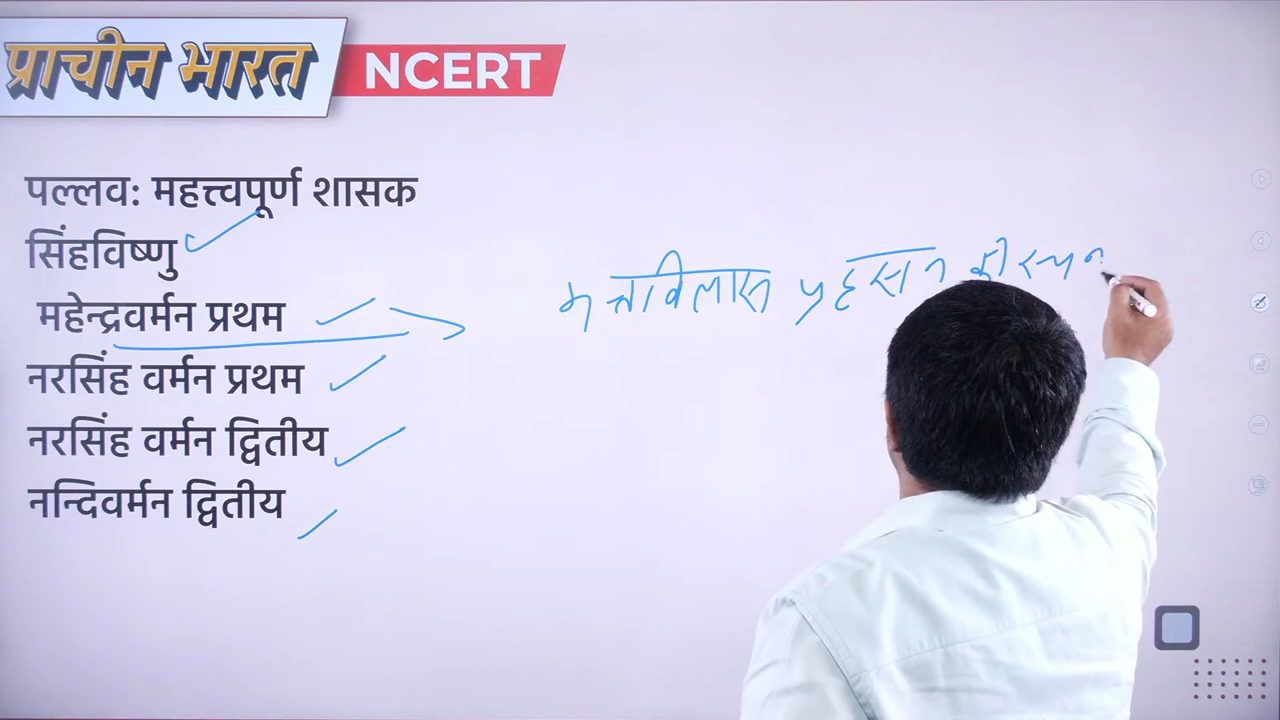 प्राचीन भारत NCERT
पल्लव: महत्त्वपूर्ण शासक
सिंहविष्णु
महेन्द्रवर्मन प्रथम
मत्तविलास प्रहसन की रचना
नरसिंह वर्मन प्रथम
नरसिंह वर्मन द्वितीय
नन्दिवर्मन द्वितीय